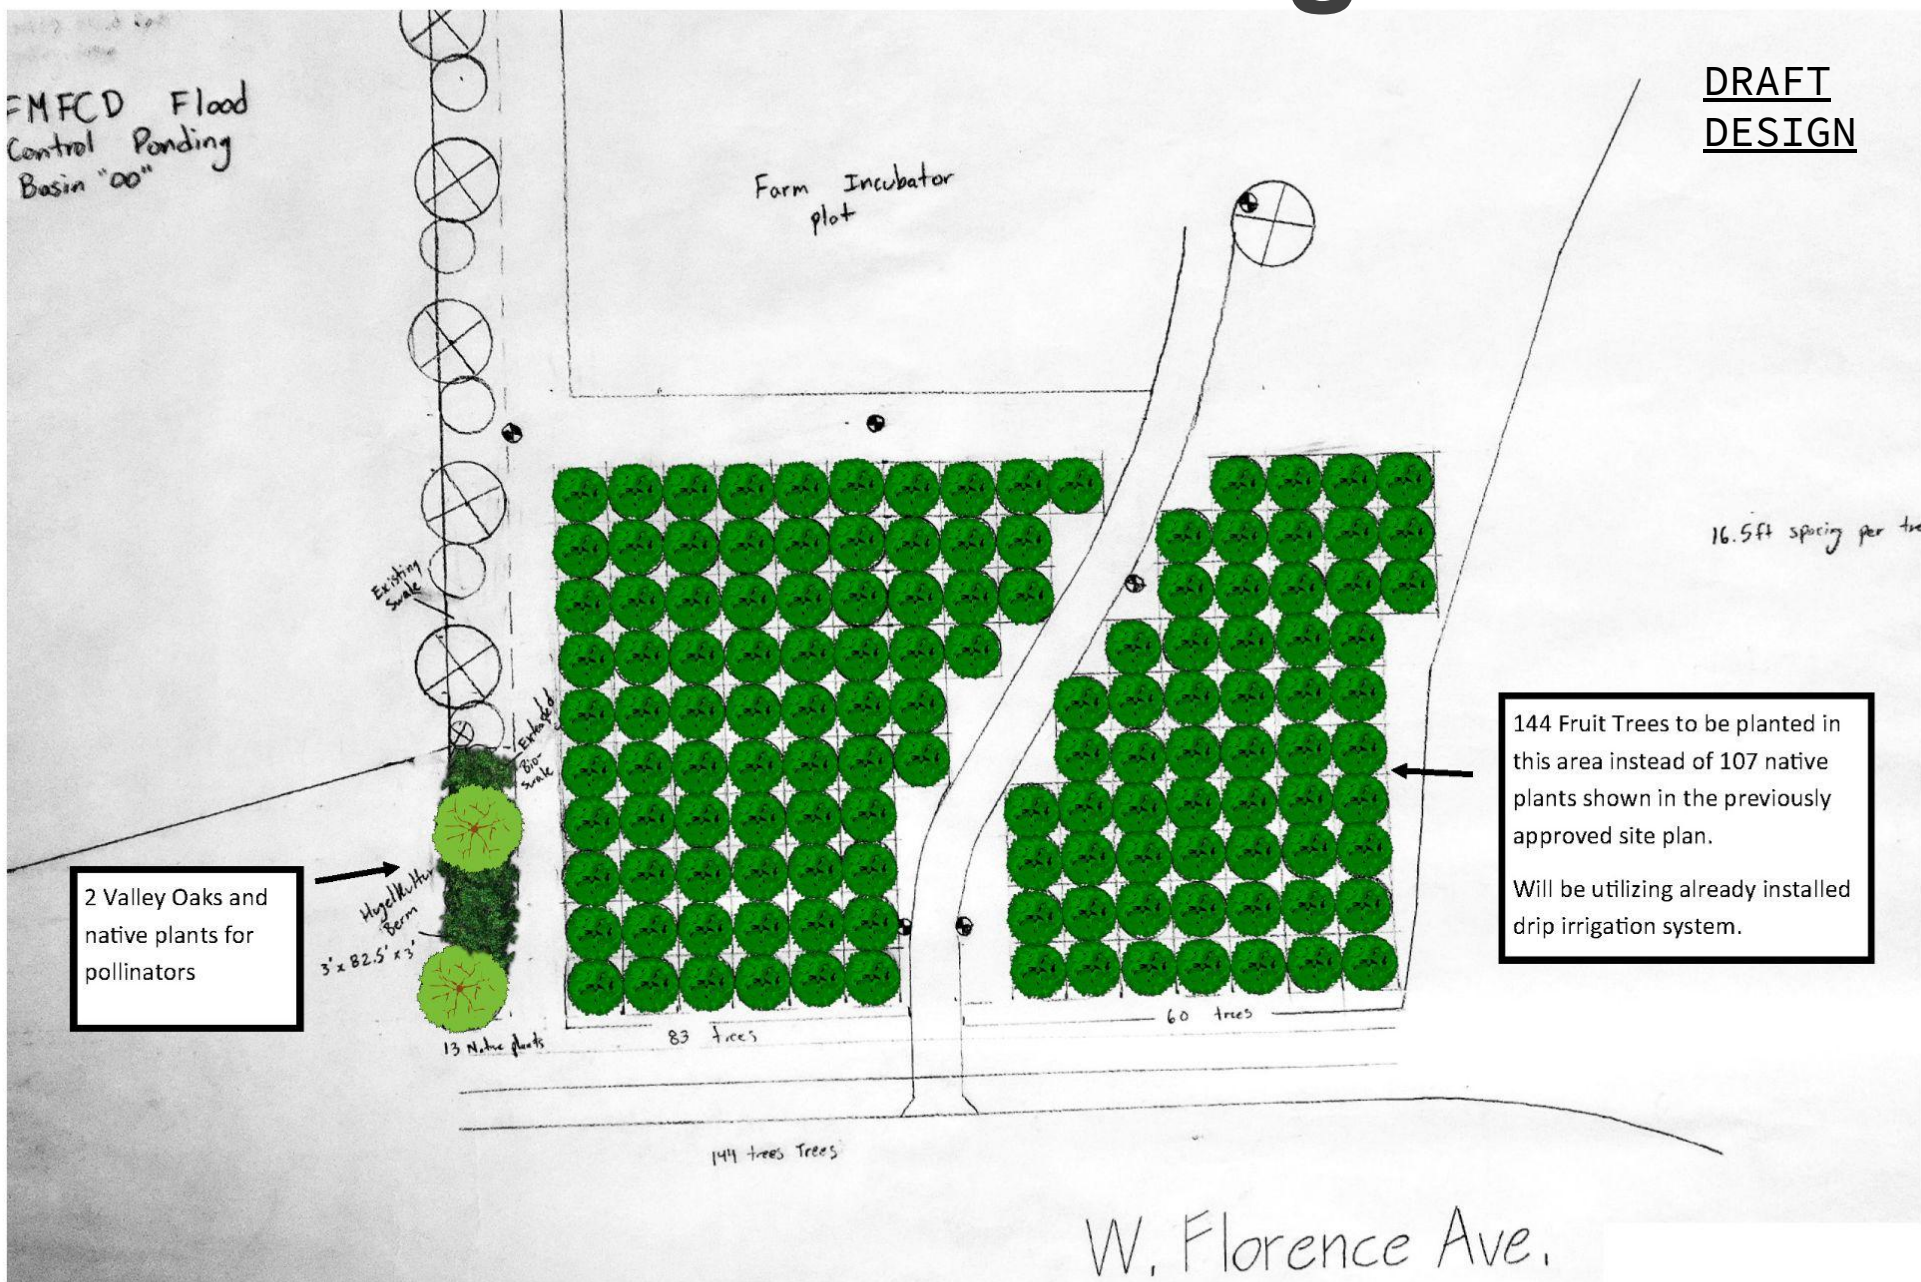 DRAFT
DESIGN
FMFCD Flood
Control Ponding
Basin "OO"
Farm Incubator
plot
16.5ft spacing per
Existing
Swale
Extended
Bio-
swale
144 Fruit Trees to be planted in
this area instead of 107 native
plants shown in the previously
approved site plan.
Will be utilizing already installed
drip irrigation system.
2 Valley Oaks and
native plants for
pollinators
Berm
3' x 82.5' x 3'
13 Native plants
83 trees
60 trees
144 trees Trees
W. Florence Ave.